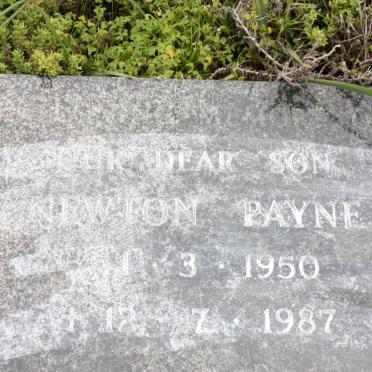 OUR DEAR SON
NEWTON PAYNE
* 1 · 3 · 1950
† 12 · 7 · 1987